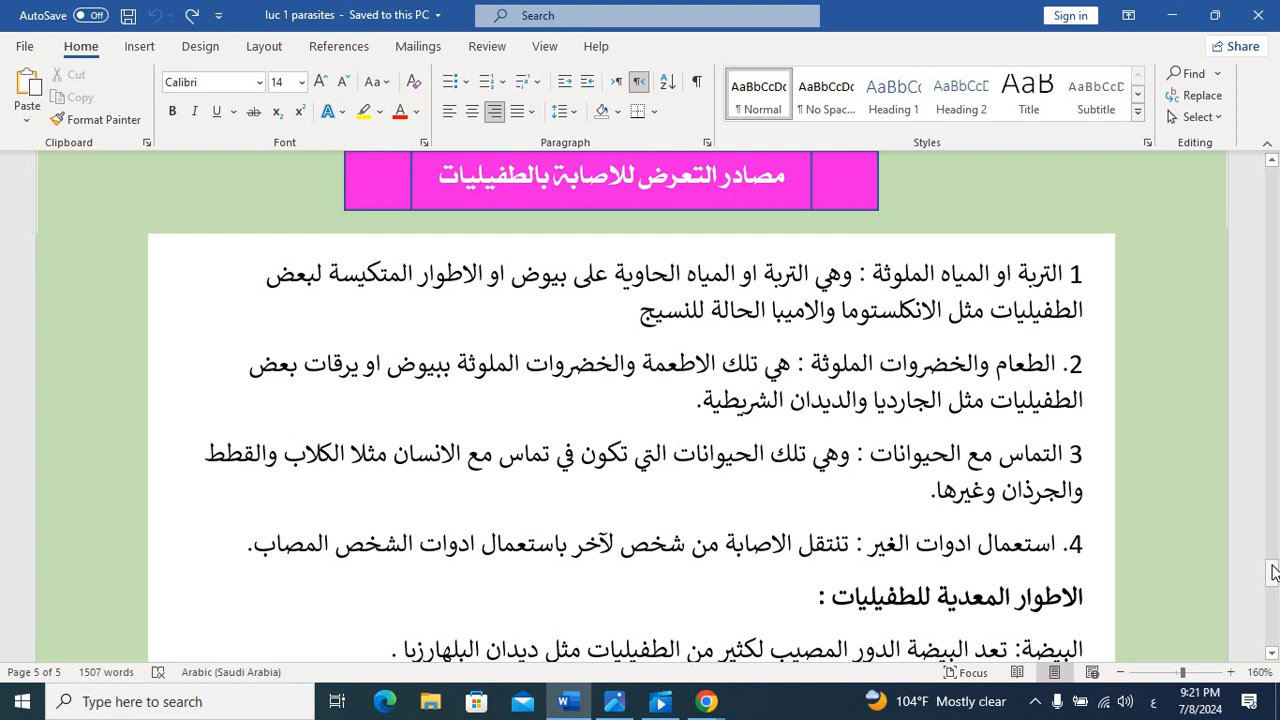 AutoSave Off luc 1 parasites - Saved to this PC Search Sign in
File Home Insert Design Layout References Mailings Review View Help Share
Paste Cut Copy Format Painter
Clipboard
Calibri 14
Font
Paragraph
AaBbCcDc AaBbCcDc AaBbCc AaBbCcD AaB AaBbCcD
¶ Normal ¶ No Spac... Heading 1 Heading 2 Title Subtitle
Styles
Find
Replace
Select
Editing
مصادر التعرض للاصابة بالطفيليات
1 التربة او المياه الملوثة : وهي التربة او المياه الحاوية على بيوض او الاطوار المتكيسة لبعض
الطفيليات مثل الانكلستوما والاميبا الحالة للنسيج
2. الطعام والخضروات الملوثة : هي تلك الاطعمة والخضروات الملوثة ببيوض او يرقات بعض
الطفيليات مثل الجارديا والديدان الشريطية.
3 التماس مع الحيوانات : وهي تلك الحيوانات التي تكون في تماس مع الانسان مثلا الكلاب والقطط
والجرذان وغيرها.
4. استعمال ادوات الغير : تنتقل الاصابة من شخص لآخر باستعمال ادوات الشخص المصاب.
الاطوار المعدية للطفيليات :
البيضة: تعد البيضة الدور المصيب لكثير من الطفيليات مثل ديدان البلهارزيا .
Page 5 of 5 1507 words Arabic (Saudi Arabia) Focus 160%
Type here to search 104°F Mostly clear ع 9:21 PM
7/8/2024